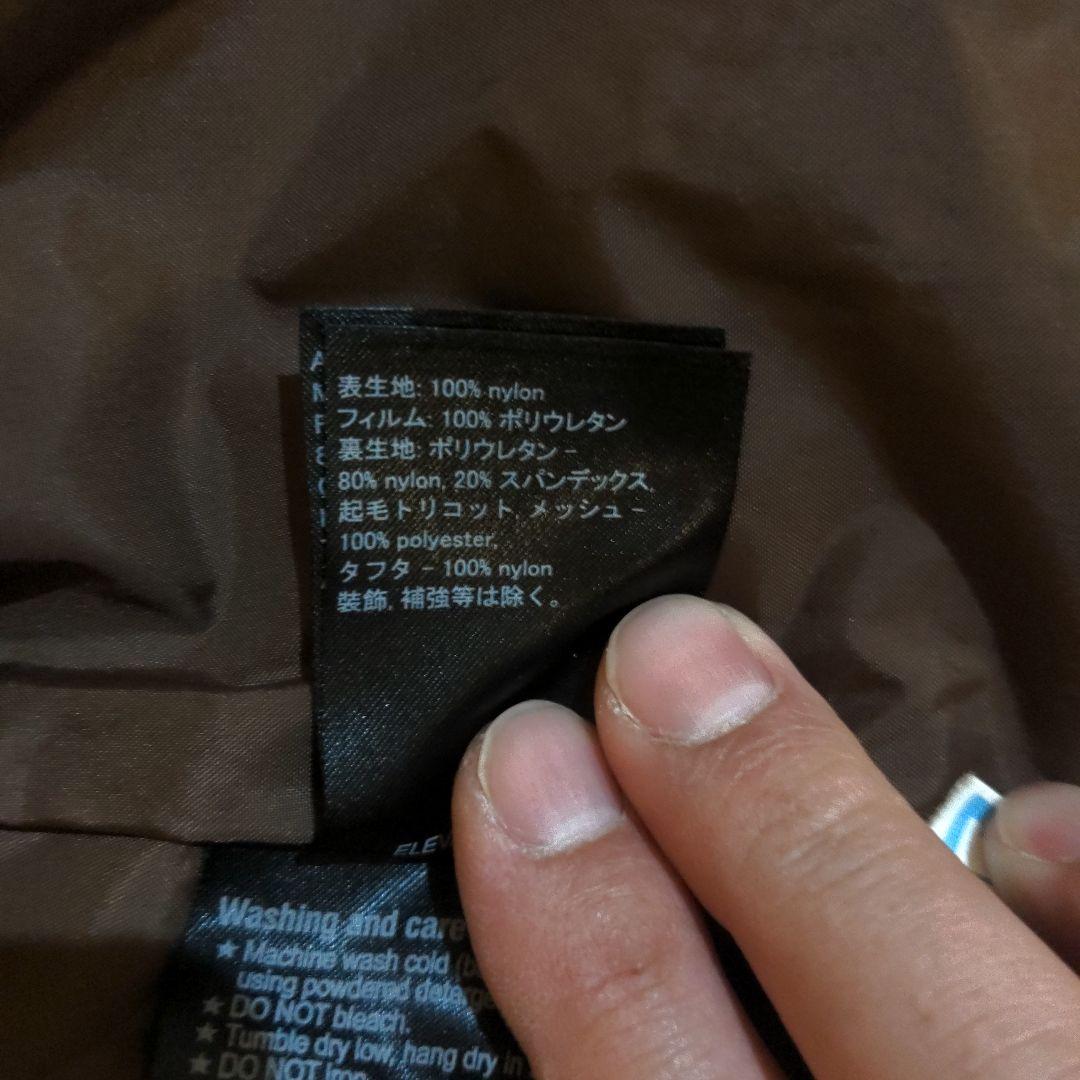 表生地: 100% nylon
フィルム: 100% ポリウレタン
裏生地: ポリウレタン -
80% nylon, 20% スパンデックス,
起毛トリコット, メッシュ -
100% polyester,
タフタ - 100% nylon
装飾, 補強等は除く。
Washing and care
★ Machine wash cold
using powdered
★ DO NOT bleach.
★ Tumble dry low, hang dry in
★ DO NOT iron